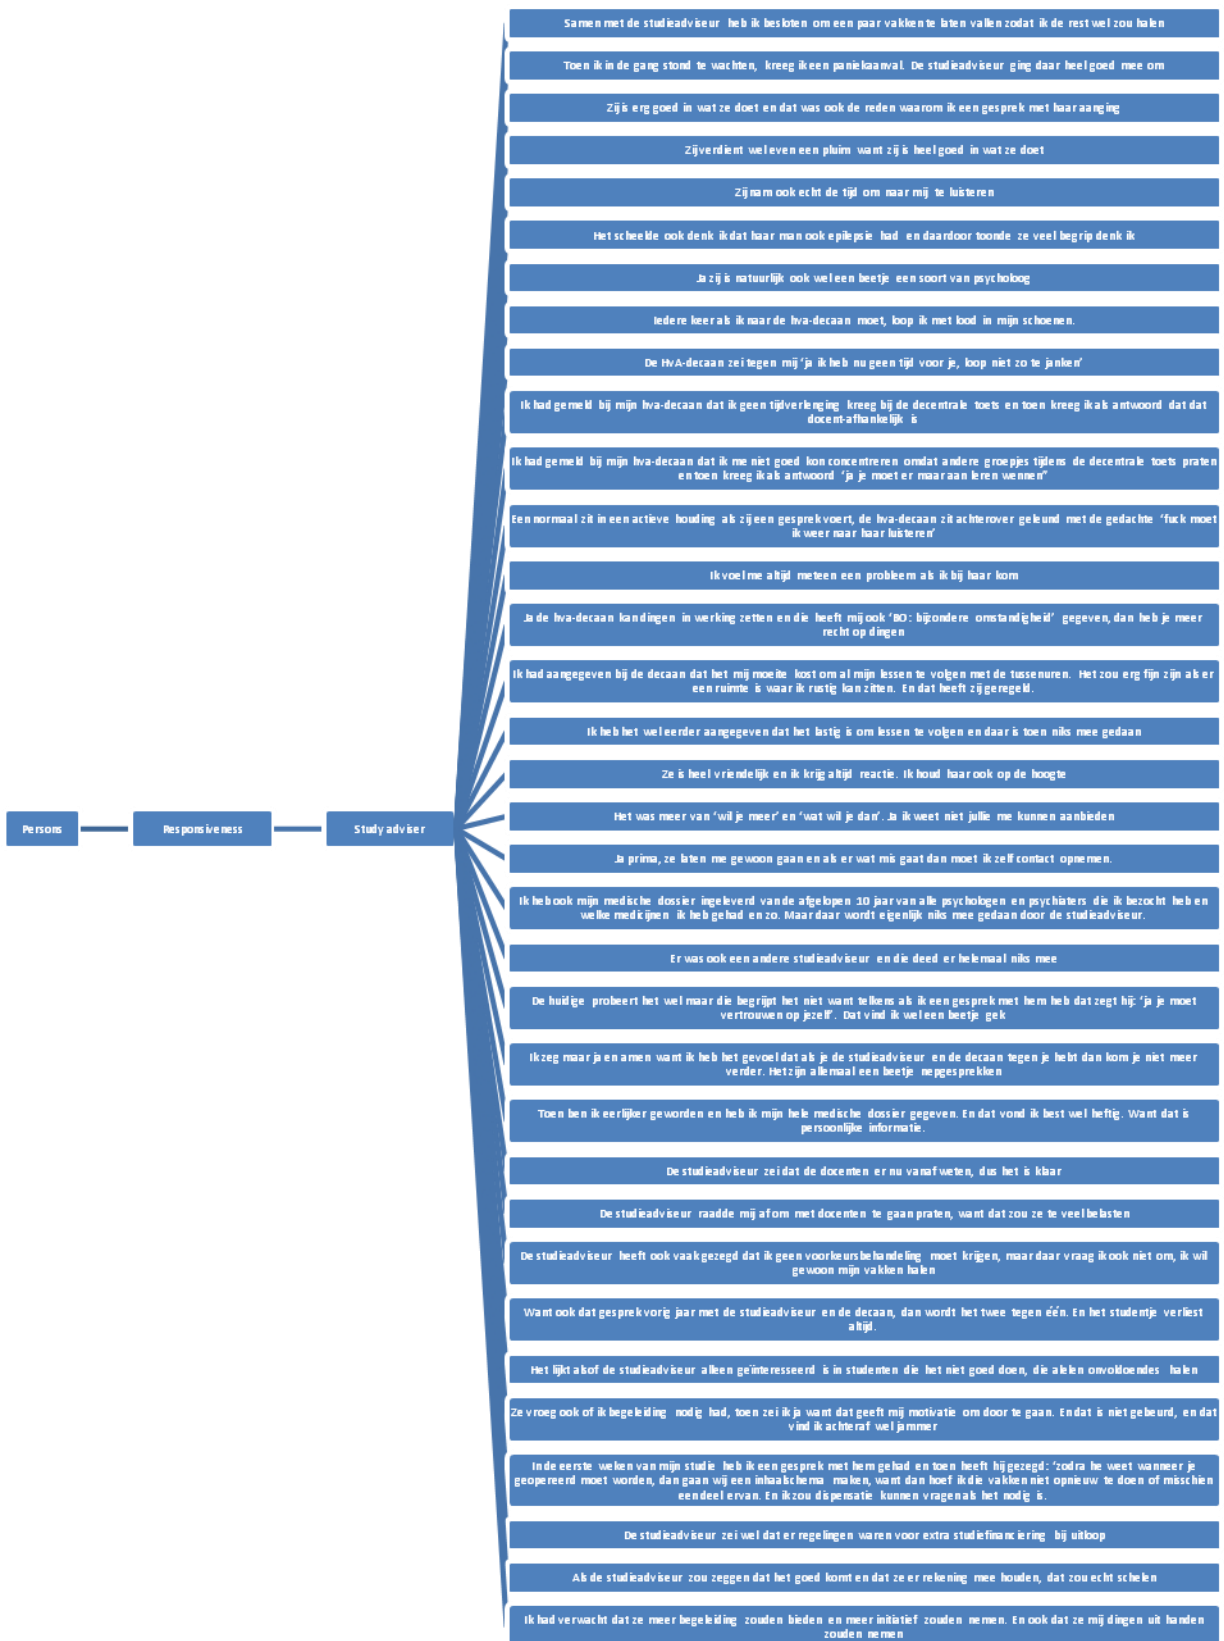 Samen met de studieadviseur heb ik besloten om een paar vakken te laten vallen zodat ik de rest wel zou halen
Toen ik in de gang stond te wachten, kreeg ik een paniekaanval. De studieadviseur ging daar heel goed mee om
Zij is erg goed in wat ze doet en dat was ook de reden waarom ik een gesprek met haar aanging
Zij verdient wel even een pluim want zij is heel goed in wat ze doet
Zij nam ook echt de tijd om naar mij te luisteren
Het scheelde ook denk ik dat haar man ook epilepsie had en daardoor toonde ze veel begrip denk ik
Ja zij is natuurlijk ook wel een beetje een soort van psycholoog
Iedere keer als ik naar de hva-decaan moet, loop ik met lood in mijn schoenen.
De HvA-decaan zei tegen mij ‘ja ik heb nu geen tijd voor je, loop niet zo te janken’
Ik had gemeld bij mijn hva-decaan dat ik geen tijdverlenging kreeg bij de decentrale toets en toen kreeg ik als antwoord dat dat
docent-afhankelijk is
Ik had gemeld bij mijn hva-decaan dat ik me niet goed kon concentreren omdat andere groepjes tijdens de decentrale toets praten
en toen kreeg ik als antwoord ‘ja je moet er maar aan leren wennen”
Een normaal zit in een actieve houding als zij een gesprek voert, de hva-decaan zit achterover geleund met de gedachte ‘fuck moet
ik weer naar haar luisteren’
Ik voel me altijd meteen een probleem als ik bij haar kom
Ja de hva-decaan kan dingen in werking zetten en die heeft mij ook ‘BO: bijzondere omstandigheid’ gegeven, dan heb je meer
recht op dingen
Ik had aangegeven bij de decaan dat het mij moeite kost om al mijn lessen te volgen met de tussenuren. Het zou erg fijn zijn als er
een ruimte is waar ik rustig kan zitten. En dat heeft zij geregeld.
Ik heb het wel eerder aangegeven dat het lastig is om lessen te volgen en daar is toen niks mee gedaan
Ze is heel vriendelijk en ik krijg altijd reactie. Ik houd haar ook op de hoogte
Persons
Responsiveness
Study adviser
Het was meer van ‘wil je meer’ en ‘wat wil je dan’. Ja ik weet niet jullie me kunnen aanbieden
Ja prima, ze laten me gewoon gaan en als er wat mis gaat dan moet ik zelf contact opnemen.
Ik heb ook mijn medische dossier ingeleverd van de afgelopen 10 jaar van alle psychologen en psychiaters die ik bezocht heb en
welke medicijnen ik heb gehad en zo. Maar daar wordt eigenlijk niks mee gedaan door de studieadviseur.
Er was ook een andere studieadviseur en die deed er helemaal niks mee
De huidige probeert het wel maar die begrijpt het niet want telkens als ik een gesprek met hem heb dat zegt hij: ‘ja je moet
vertrouwen op jezelf’. Dat vind ik wel een beetje gek
Ik zeg maar ja en amen want ik heb het gevoel dat als je de studieadviseur en de decaan tegen je hebt dan kom je niet meer
verder. Het zijn allemaal een beetje nepgesprekken
Toen ben ik eerlijker geworden en heb ik mijn hele medische dossier gegeven. En dat vond ik best wel heftig. Want dat is
persoonlijke informatie.
De studieadviseur zei dat de docenten er nu vanaf weten, dus het is klaar
De studieadviseur raadde mij af om met docenten te gaan praten, want dat zou ze te veel belasten
De studieadviseur heeft ook vaak gezegd dat ik geen voorkeursbehandeling moet krijgen, maar daar vraag ik ook niet om, ik wil
gewoon mijn vakken halen
Want ook dat gesprek vorig jaar met de studieadviseur en de decaan, dan wordt het twee tegen één. En het studentje verliest
altijd.
Het lijkt alsof de studieadviseur alleen geïnteresseerd is in studenten die het niet goed doen, die alelen onvoldoendes halen
Ze vroeg ook of ik begeleiding nodig had, toen zei ik ja want dat geeft mij motivatie om door te gaan. En dat is niet gebeurd, en dat
vind ik achteraf wel jammer
In de eerste weken van mijn studie heb ik een gesprek met hem gehad en toen heeft hij gezegd: ‘zodra he weet wanneer je
geopereerd moet worden, dan gaan wij een inhaalschema maken, want dan hoef ik die vakken niet opnieuw te doen of misschien
een deel ervan. En ik zou dispensatie kunnen vragen als het nodig is.
De studieadviseur zei wel dat er regelingen waren voor extra studiefinanciering bij uitloop
Als de studieadviseur zou zeggen dat het goed komt en dat ze er rekening mee houden, dat zou echt schelen
Ik had verwacht dat ze meer begeleiding zouden bieden en meer initiatief zouden nemen. En ook dat ze mij dingen uit handen
zouden nemen